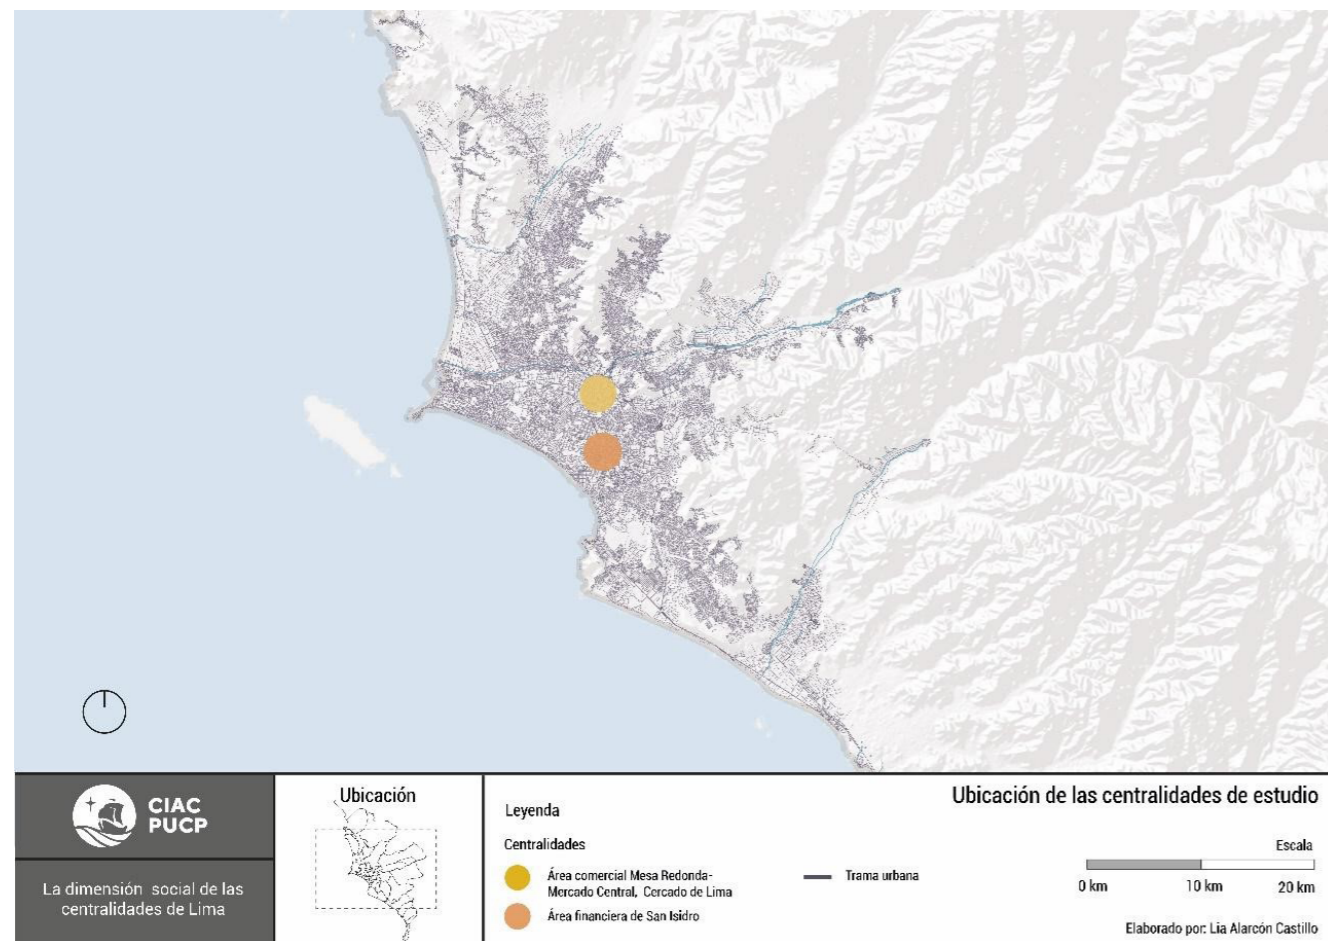 CIAC
PUCP
La dimensión social de las
centralidades de Lima
Ubicación
Leyenda
Centralidades
Área comercial Mesa Redonda-
Mercado Central, Cercado de Lima
Área financiera de San Isidro
Trama urbana
Ubicación de las centralidades de estudio
Escala
0 km 10 km 20 km
Elaborado por: Lia Alarcón Castillo